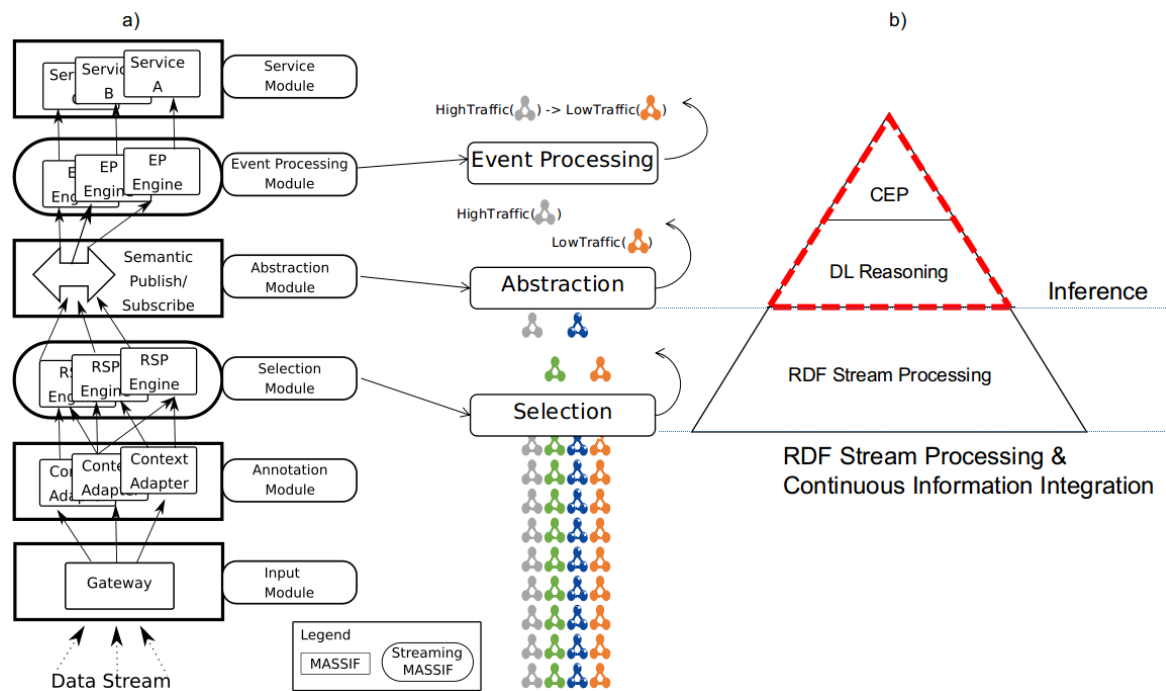 a)
b)
Service
A
Service
B
Service
Module
HighTraffic( ) -> LowTraffic( )
Event Processing
EP
Engine
EP
Engine
Event Processing
Module
CEP
HighTraffic( )
LowTraffic( )
Semantic
Publish/
Subscribe
Abstraction
Module
Abstraction
DL Reasoning
Inference
RSP
Engine
RSP
Engine
Selection
Module
Selection
RDF Stream Processing
Context
Adapter
Adapter
Annotation
Module
RDF Stream Processing &
Continuous Information Integration
Gateway
Input
Module
Legend
MASSIF
Streaming
MASSIF
Data Stream